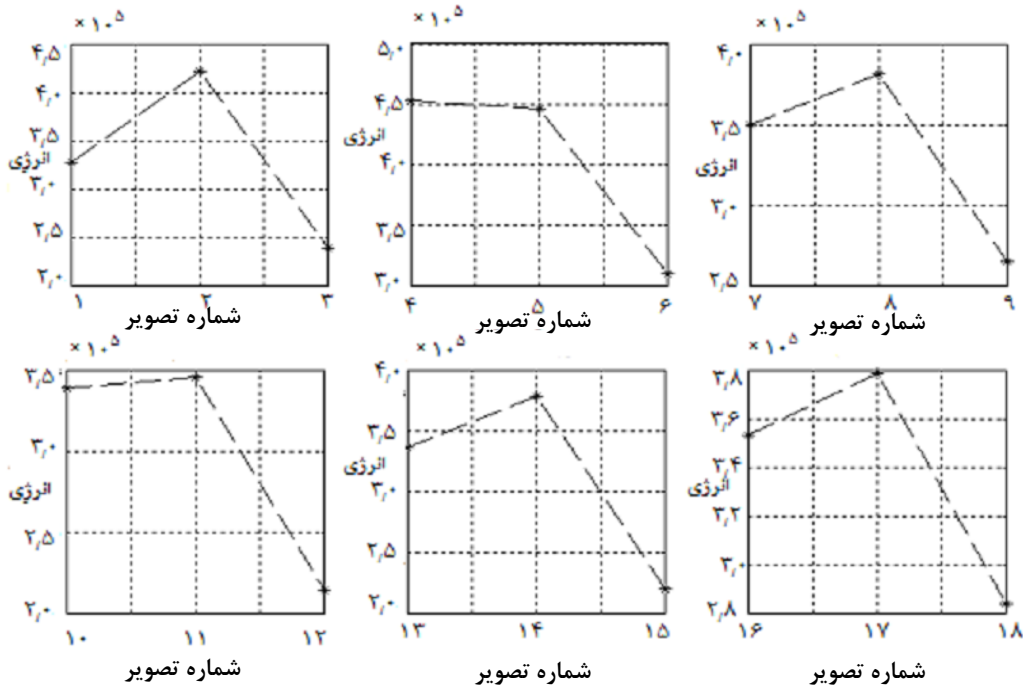 × ۱۰۵
۴٫۵
۴٫۰
۳٫۵
انرژی
۳٫۰
۲٫۵
۲٫۰
۱ ۲ ۳
شماره تصویر
× ۱۰۵
۵٫۰
۴٫۵
انرژی
۴٫۰
۳٫۵
۳٫۰
۴ ۵ ۶
شماره تصویر
× ۱۰۵
۴٫۰
۳٫۵
انرژی
۳٫۰
۲٫۵
۷ ۸ ۹
شماره تصویر
× ۱۰۵
۳٫۵
۳٫۰
انرژی
۲٫۵
۲٫۰
۱۰ ۱۱ ۱۲
شماره تصویر
× ۱۰۵
۴٫۰
۳٫۵
انرژی
۳٫۰
۲٫۵
۲٫۰
۱۳ ۱۴ ۱۵
شماره تصویر
× ۱۰۵
۳٫۸
۳٫۶
۳٫۴
انرژی
۳٫۲
۳٫۰
۲٫۸
۱۶ ۱۷ ۱۸
شماره تصویر